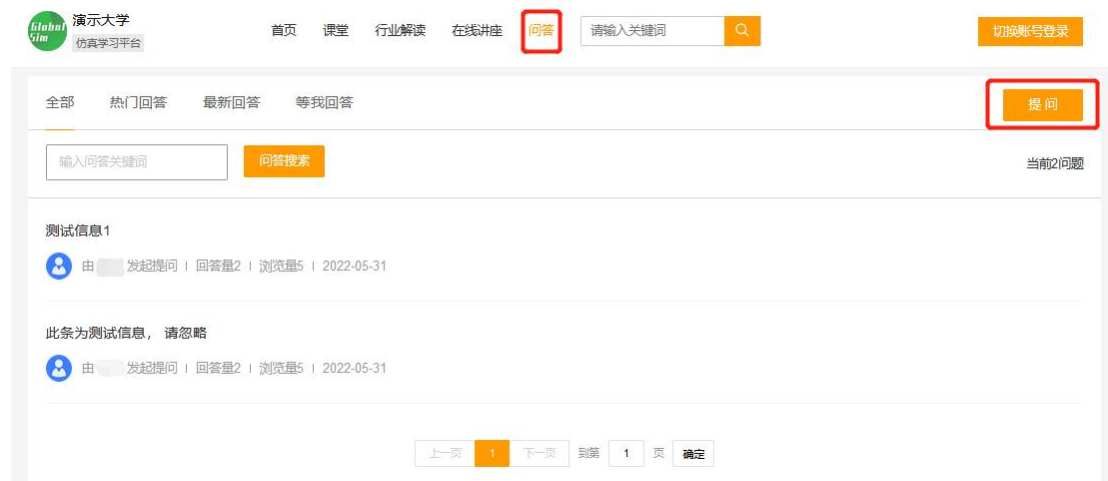 Global Sim
演示大学
仿真学习平台
首页 课堂 行业解读 在线讲座 问答 请输入关键词 切换账号登录
全部 热门回答 最新回答 等我回答 提问
输入问答关键词 问答搜索 当前2问题
测试信息1
由 发起提问 | 回答量2 | 浏览量5 | 2022-05-31
此条为测试信息， 请忽略
由 发起提问 | 回答量2 | 浏览量5 | 2022-05-31
上一页 1 下一页 到第 1 页 确定